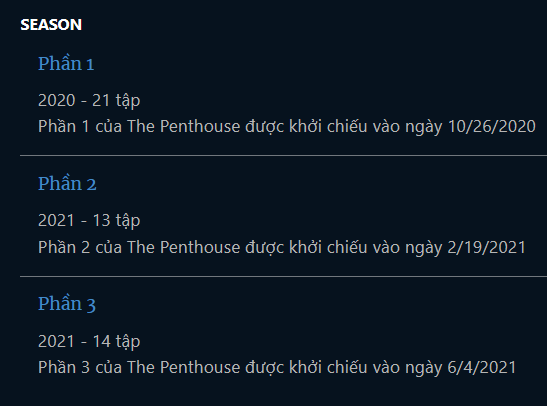 SEASON
Phần 1
2020 - 21 tập
Phần 1 của The Penthouse được khởi chiếu vào ngày 10/26/2020
Phần 2
2021 - 13 tập
Phần 2 của The Penthouse được khởi chiếu vào ngày 2/19/2021
Phần 3
2021 - 14 tập
Phần 3 của The Penthouse được khởi chiếu vào ngày 6/4/2021